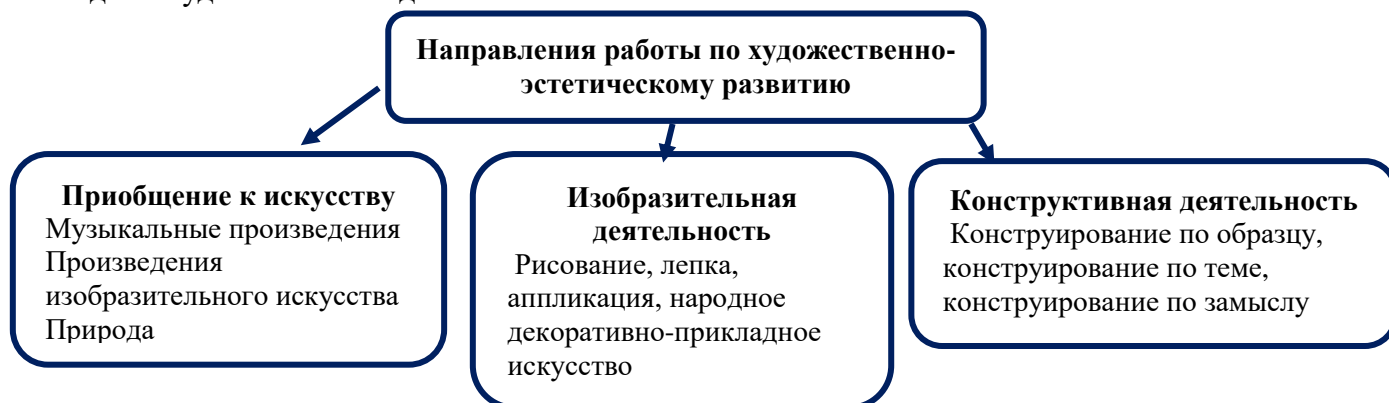 Направления работы по художественно-
эстетическому развитию
Приобщение к искусству
Музыкальные произведения
Произведения
изобразительного искусства
Природа
Изобразительная
деятельность
Рисование, лепка,
аппликация, народное
декоративно-прикладное
искусство
Конструктивная деятельность
Конструирование по образцу,
конструирование по теме,
конструирование по замыслу